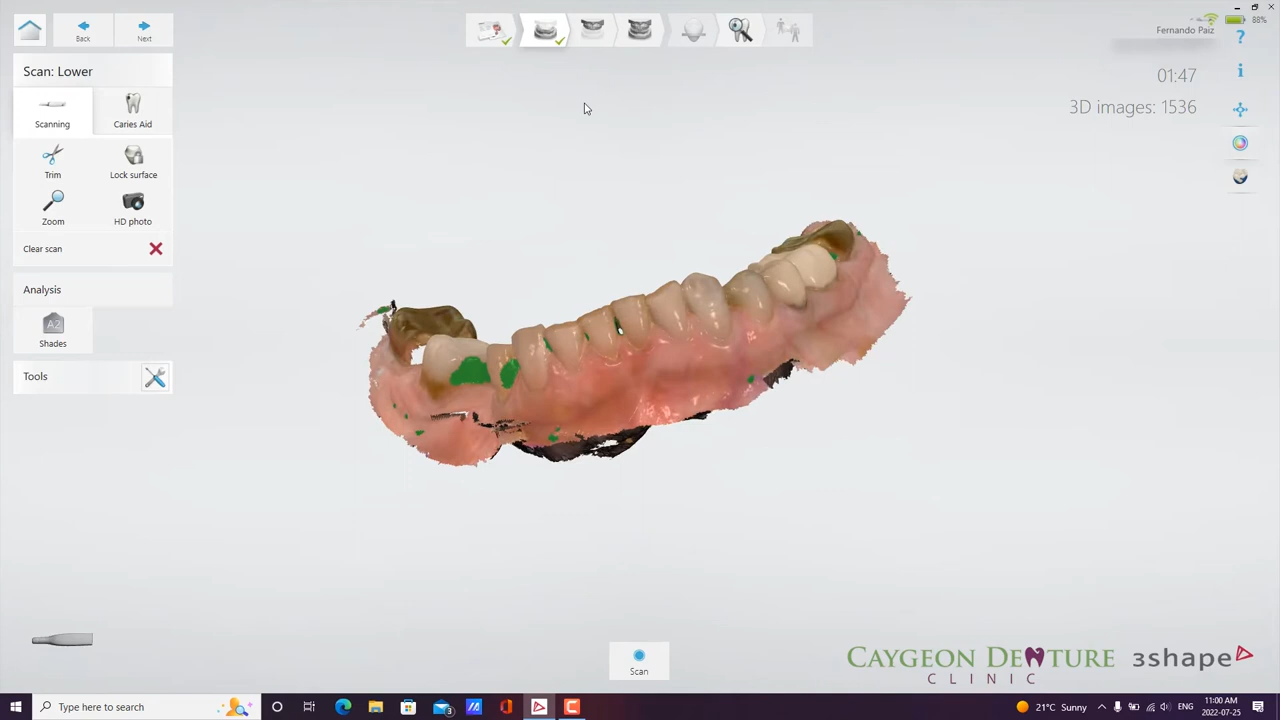 Back
Next
88%
Fernando Paiz
Scan: Lower
01:47
3D images: 1536
Scanning
Caries Aid
Trim
Lock surface
Zoom
HD photo
Clear scan
Analysis
A2
Shades
Tools
Scan
CAYGEON DENTURE
CLINIC
3shape
Type here to search
3
21°C Sunny
ENG
11:00 AM
2022-07-25